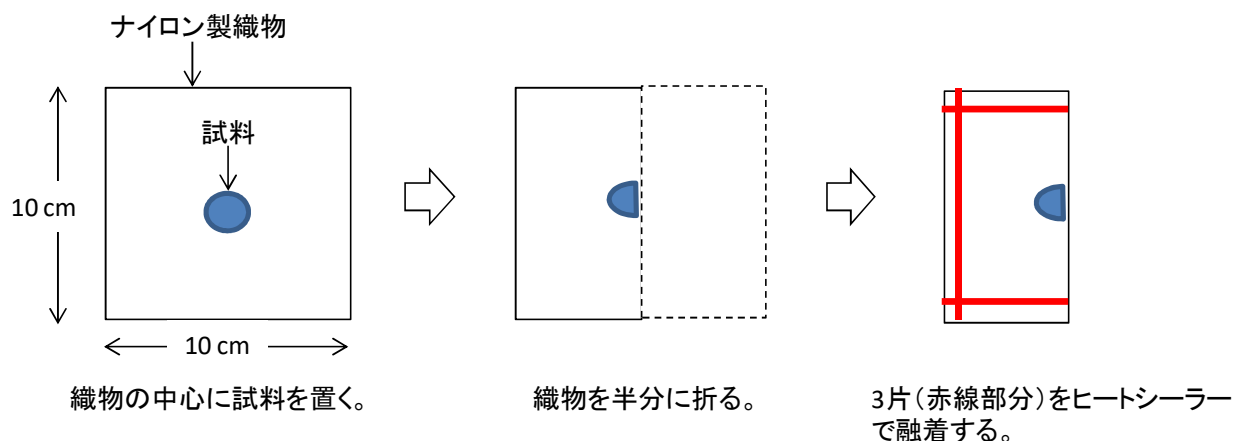 ナイロン製織物
試料
10 cm
10 cm
織物の中心に試料を置く。
織物を半分に折る。
3片(赤線部分)をヒートシーラー
で融着する。